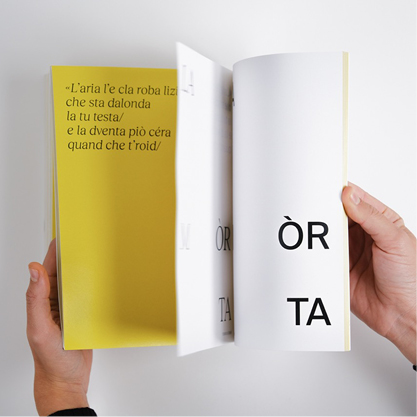 «L'aria l'e cla roba lizi
che sta dalonda
la tu testa/
e la dventa piò céra
quand che t'roid/
ÒR
TA
ÒR
TA